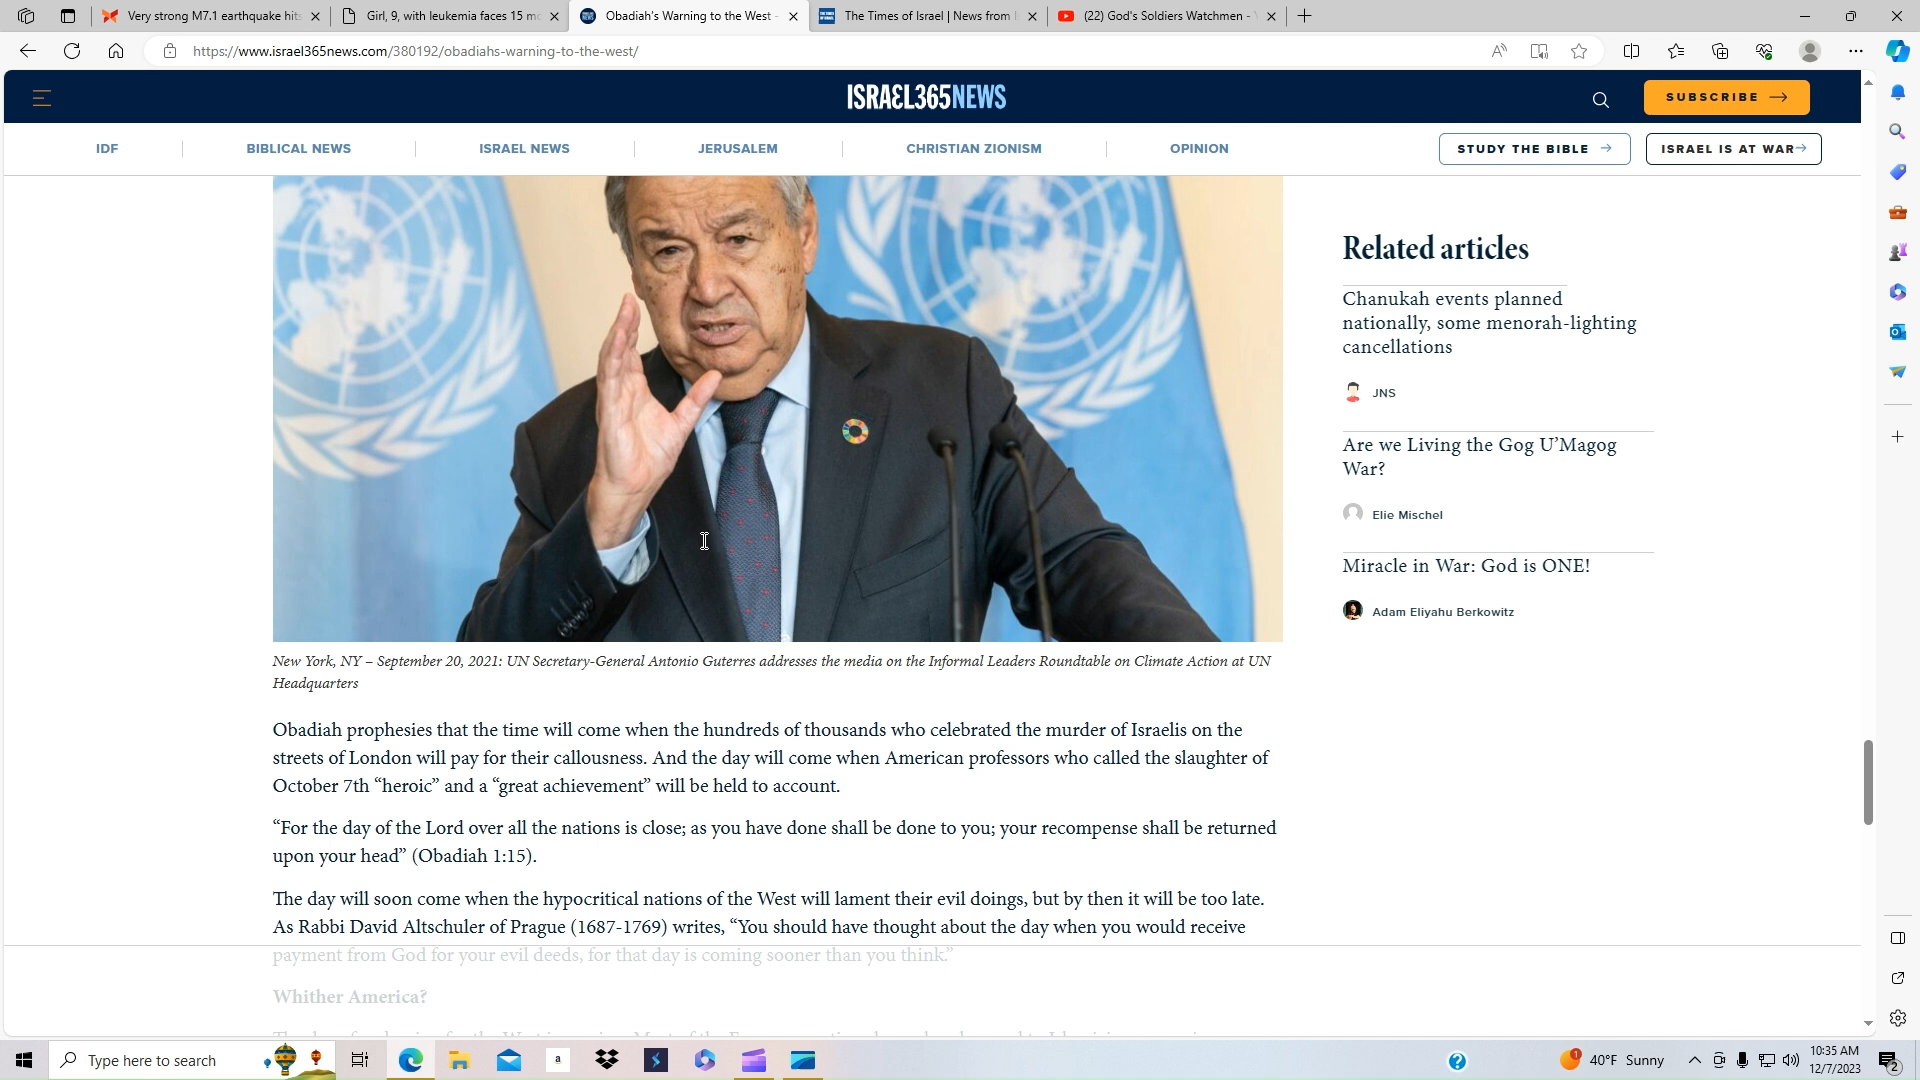 Very strong M7.1 earthquake hits
Girl, 9, with leukemia faces 15 m
Obadiah's Warning to the West -
The Times of Israel | News from
(22) God's Soldiers Watchmen -
https://www.israel365news.com/380192/obadiahs-warning-to-the-west/
ISRAEL365NEWS
SUBSCRIBE
IDF
BIBLICAL NEWS
ISRAEL NEWS
JERUSALEM
CHRISTIAN ZIONISM
OPINION
STUDY THE BIBLE
ISRAEL IS AT WAR
Related articles
Chanukah events planned
nationally, some menorah-lighting
cancellations
JNS
Are we Living the Gog U'Magog
War?
Elie Mischel
Miracle in War: God is ONE!
Adam Eliyahu Berkowitz
New York, NY – September 20, 2021: UN Secretary-General Antonio Guterres addresses the media on the Informal Leaders Roundtable on Climate Action at UN
Headquarters
Obadiah prophesies that the time will come when the hundreds of thousands who celebrated the murder of Israelis on the
streets of London will pay for their callousness. And the day will come when American professors who called the slaughter of
October 7th “heroic” and a “great achievement” will be held to account.
“For the day of the Lord over all the nations is close; as you have done shall be done to you; your recompense shall be returned
upon your head” (Obadiah 1:15).
The day will soon come when the hypocritical nations of the West will lament their evil doings, but by then it will be too late.
As Rabbi David Altschuler of Prague (1687-1769) writes, “You should have thought about the day when you would receive
payment from God for your evil deeds, for that day is coming sooner than you think.”
Whither America?
Type here to search
40°F Sunny
10:35 AM
12/7/2023